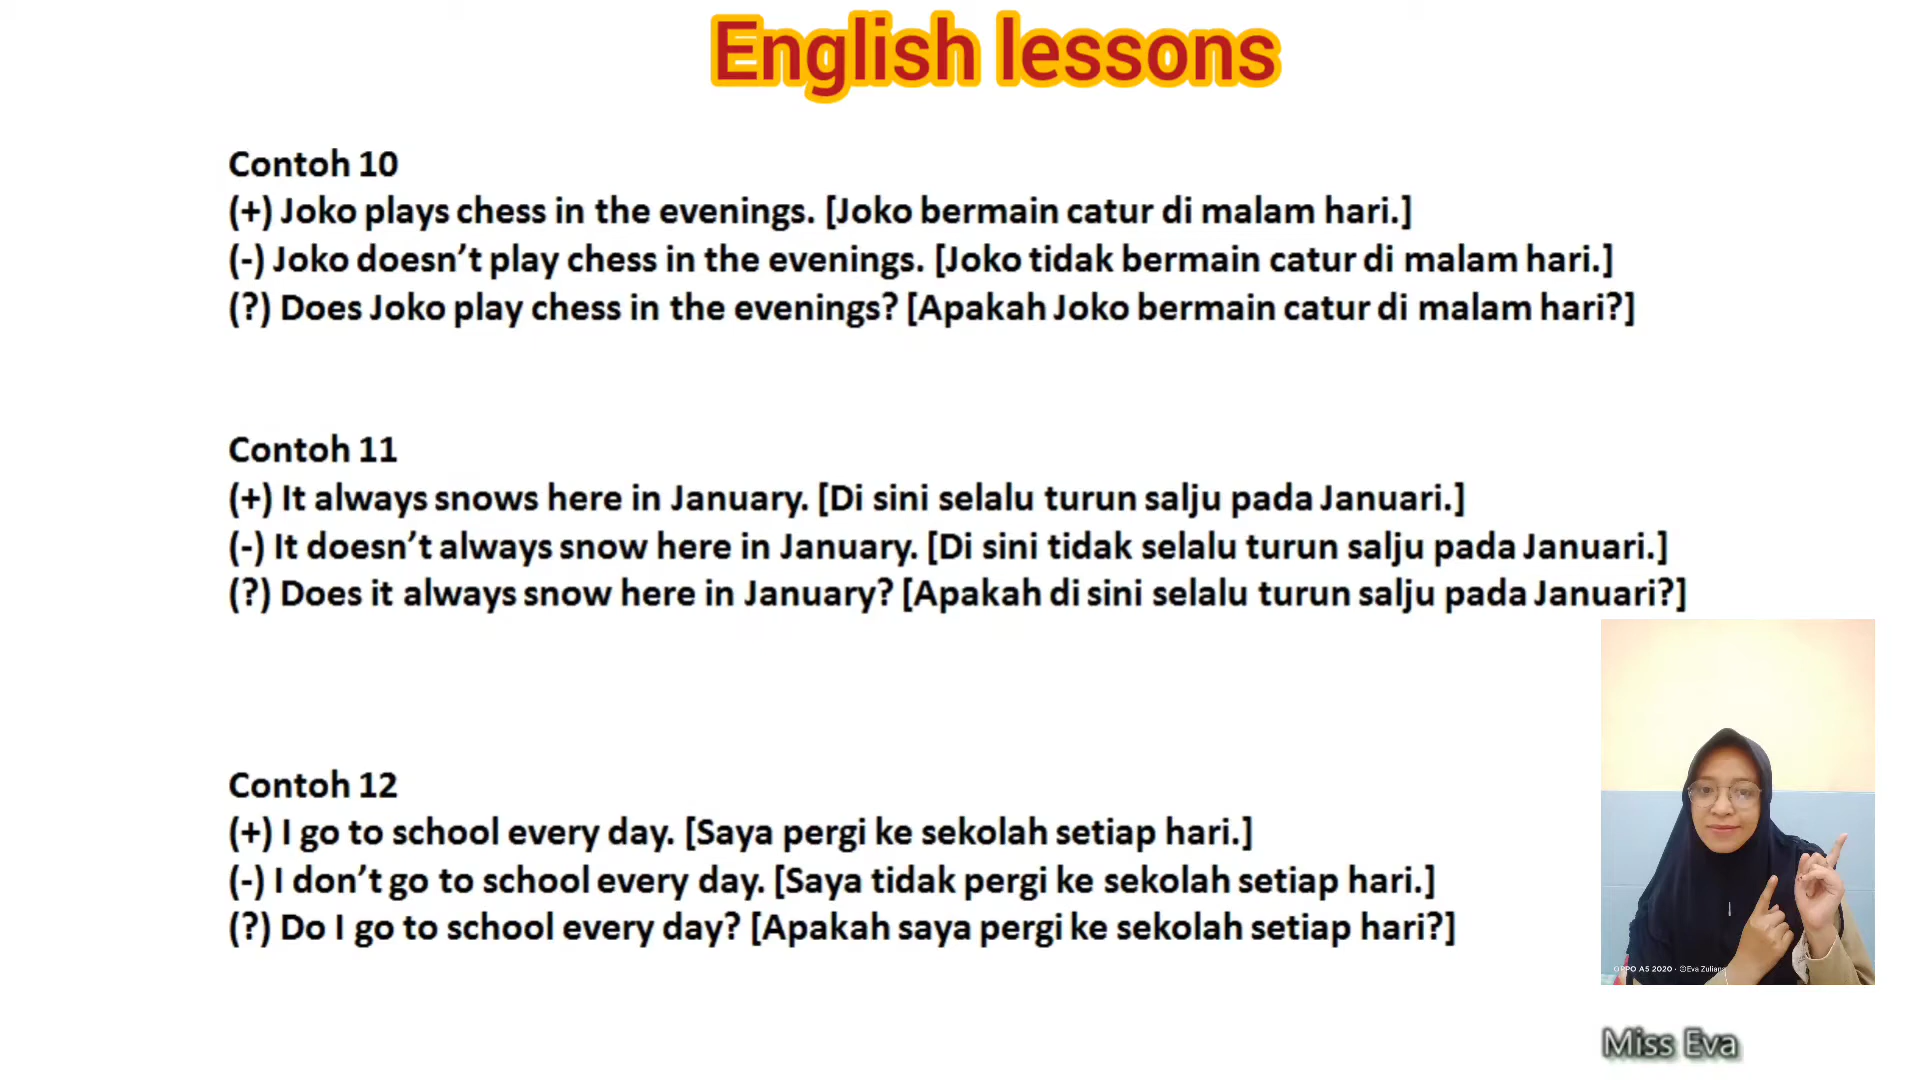 English lessons
Contoh 10
(+) Joko plays chess in the evenings. [Joko bermain catur di malam hari.]
(-) Joko doesn’t play chess in the evenings. [Joko tidak bermain catur di malam hari.]
(?) Does Joko play chess in the evenings? [Apakah Joko bermain catur di malam hari?]
Contoh 11
(+) It always snows here in January. [Di sini selalu turun salju pada Januari.]
(-) It doesn’t always snow here in January. [Di sini tidak selalu turun salju pada Januari.]
(?) Does it always snow here in January? [Apakah di sini selalu turun salju pada Januari?]
Contoh 12
(+) I go to school every day. [Saya pergi ke sekolah setiap hari.]
(-) I don’t go to school every day. [Saya tidak pergi ke sekolah setiap hari.]
(?) Do I go to school every day? [Apakah saya pergi ke sekolah setiap hari?]
OPPO A5 2020 · ©Eva
Miss Eva